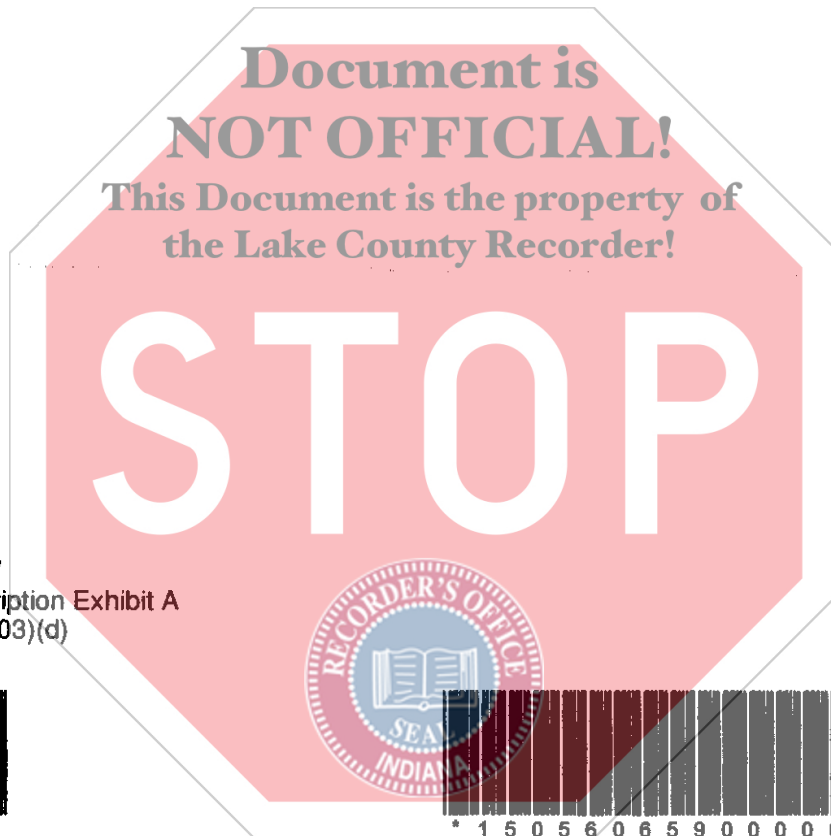 Document is
NOT OFFICIAL!
This Document is the property of
the Lake County Recorder!
STOP
Exhibit A
03)(d)
RECORDER'S OFFICE
SEAL
INDIANA
* 1 5 0 5 6 0 6 5 9 0 0 0 0